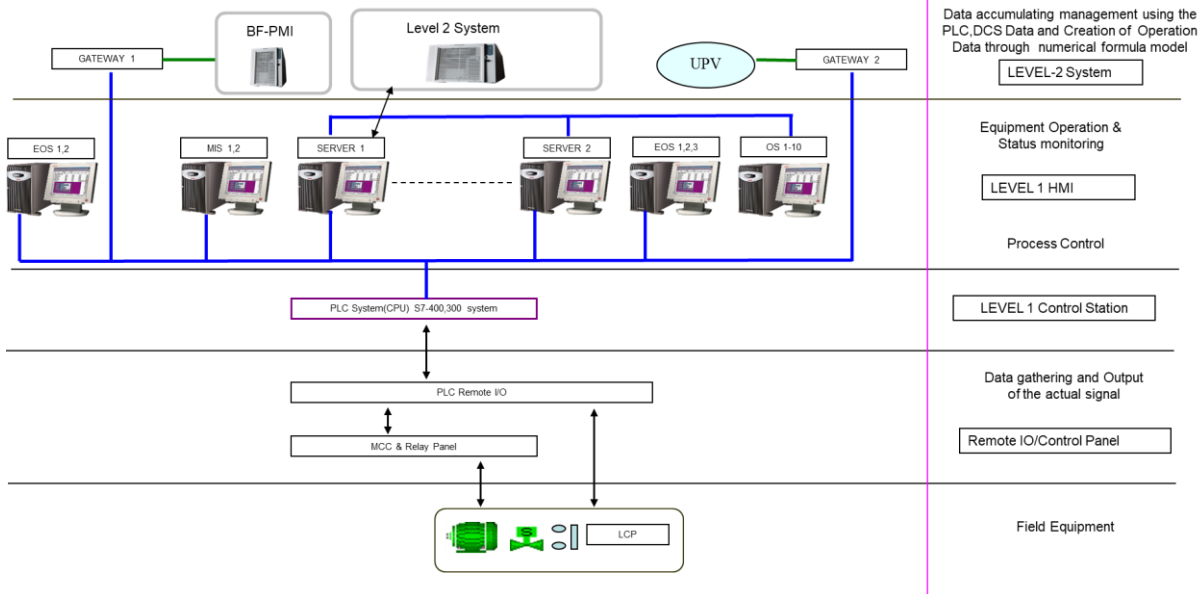 BF-PMI
Level 2 System
GATEWAY 1
UPV
GATEWAY 2
Data accumulating management using the
PLC,DCS Data and Creation of Operation
Data through numerical formula model
LEVEL-2 System
EOS 1,2
MIS 1,2
SERVER 1
SERVER 2
EOS 1,2,3
OS 1-10
Equipment Operation &
Status monitoring
LEVEL 1 HMI
Process Control
PLC System(CPU) S7-400,300 system
LEVEL 1 Control Station
PLC Remote I/O
Data gathering and Output
of the actual signal
MCC & Relay Panel
Remote IO/Control Panel
S
LCP
Field Equipment